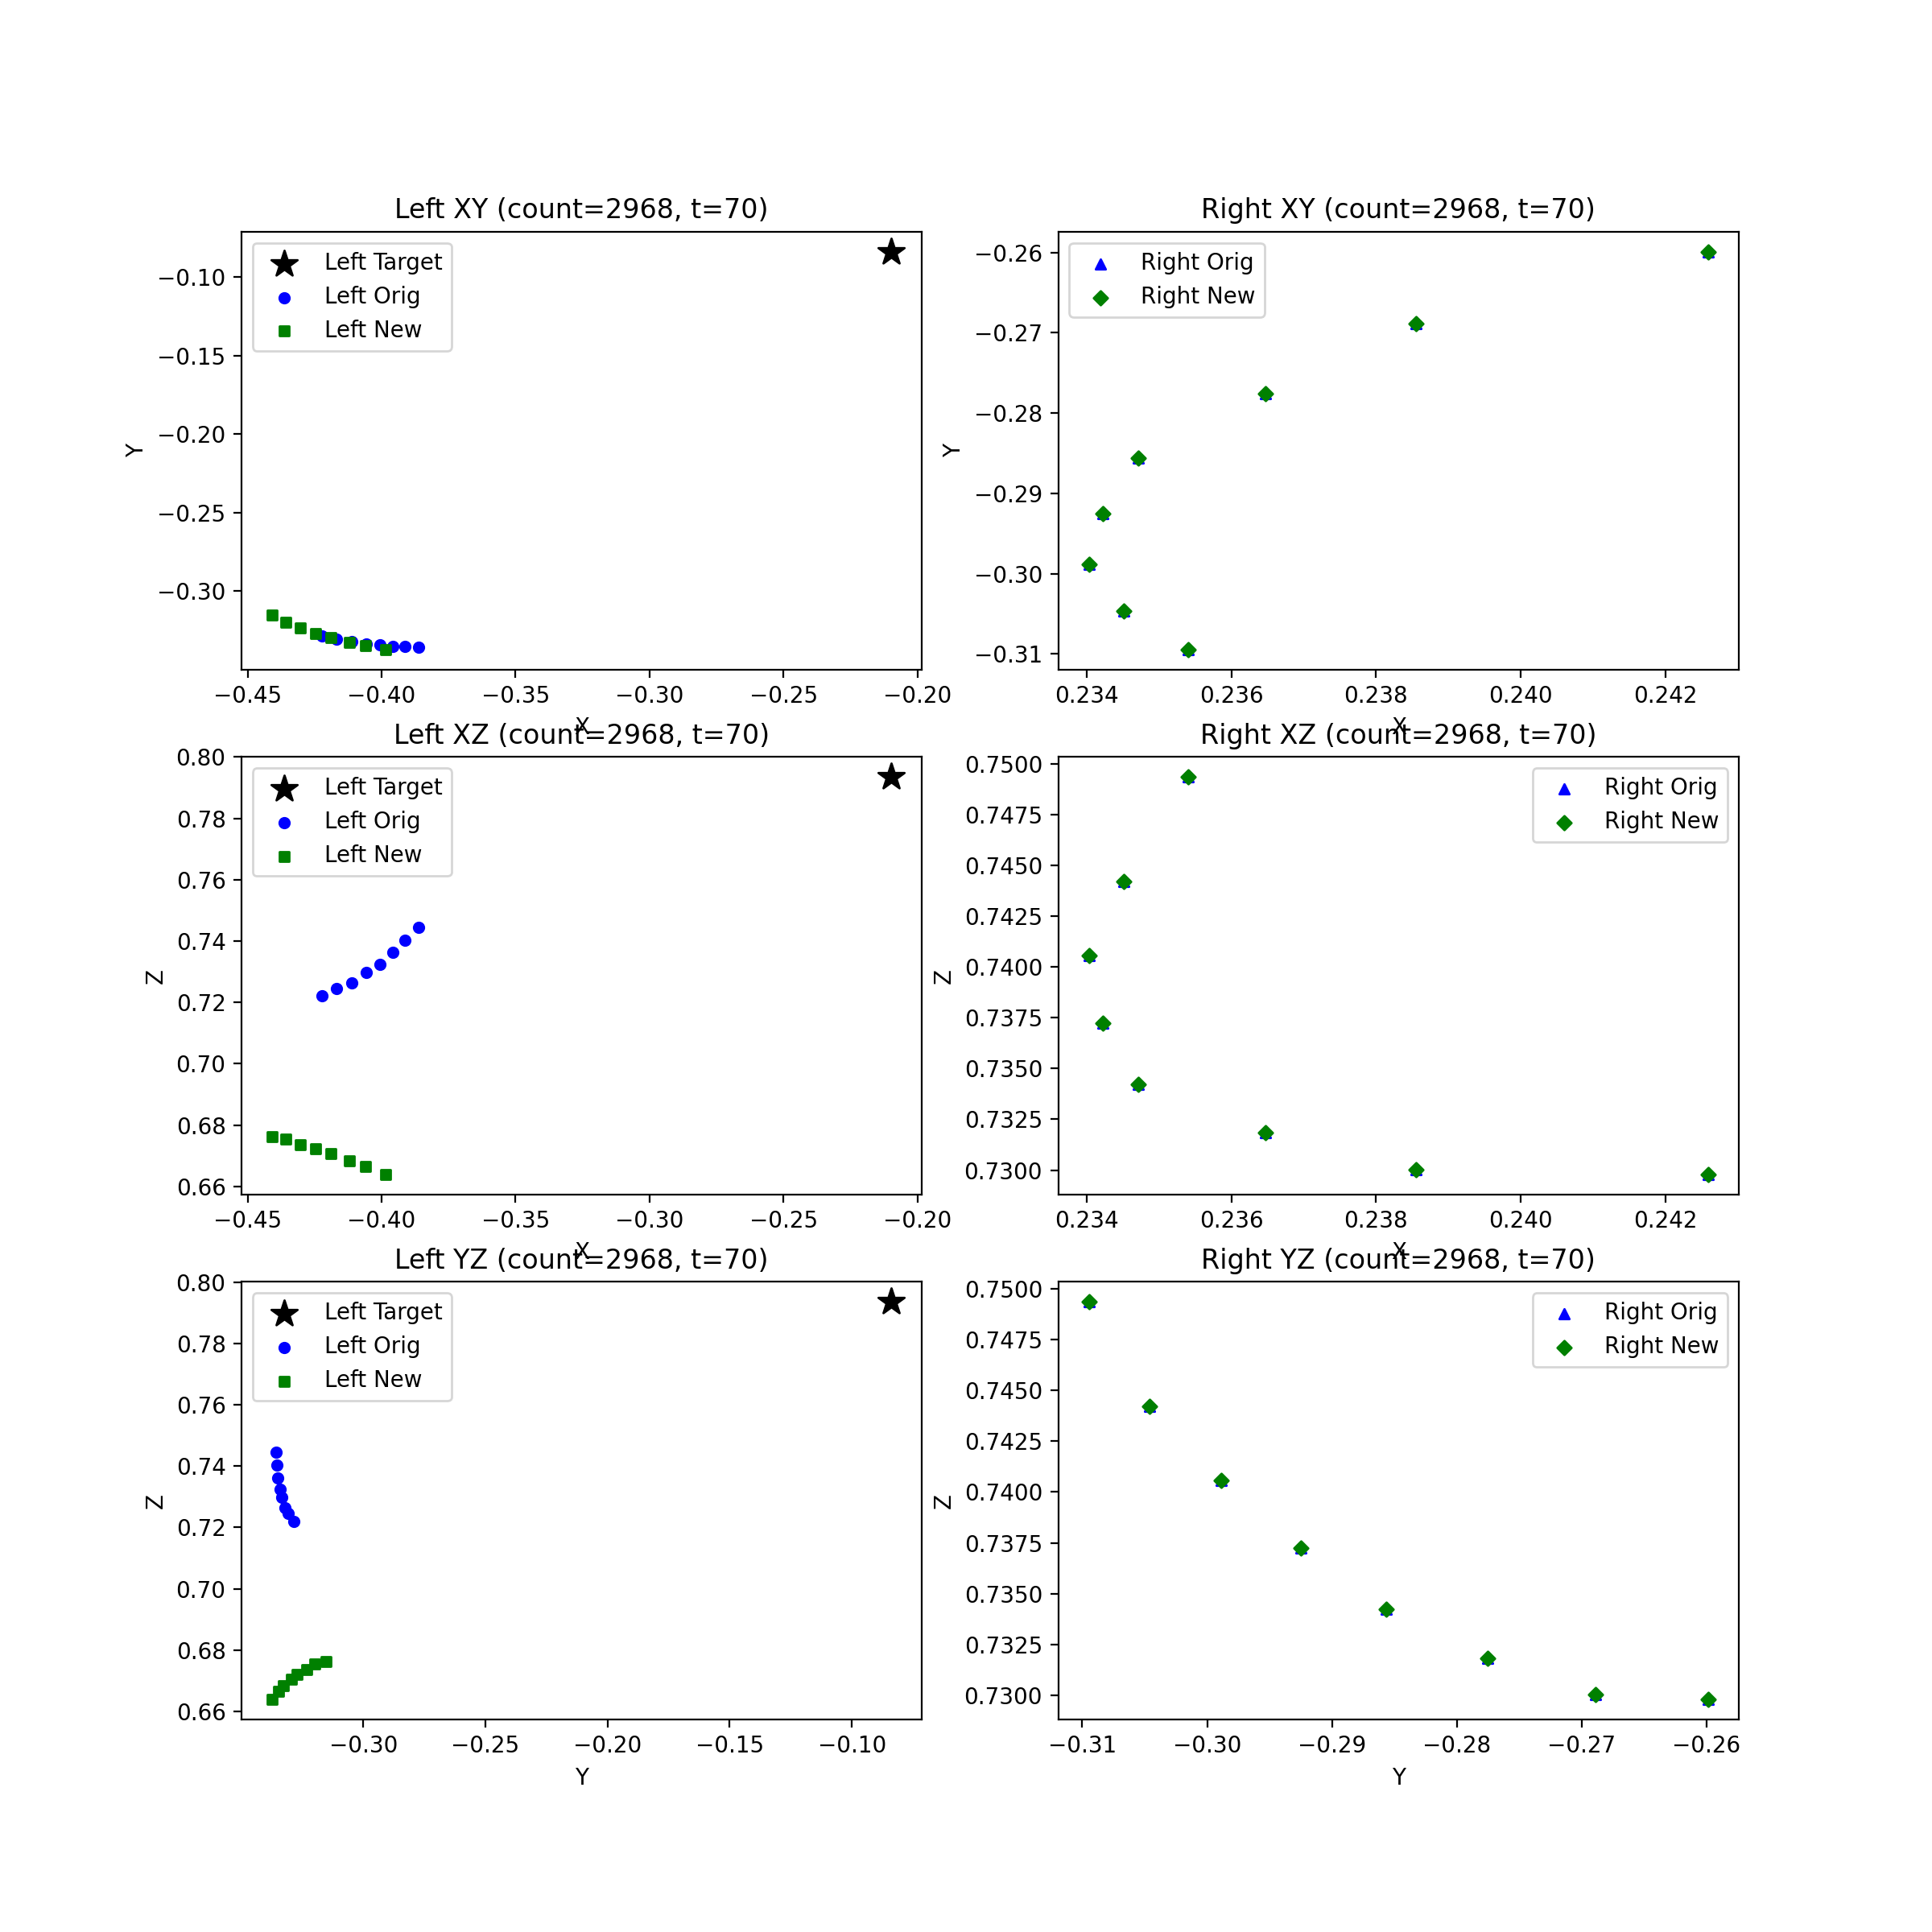 Left XY (count=2968, t=70)
Left Target
Left Orig
Left New
−0.10
−0.15
−0.20
−0.25
−0.30
Y
−0.45 −0.40 −0.35 −0.30 −0.25 −0.20
X
Right XY (count=2968, t=70)
Right Orig
Right New
−0.26
−0.27
−0.28
−0.29
−0.30
−0.31
Y
0.234 0.236 0.238 0.240 0.242
X
Left XZ (count=2968, t=70)
Left Target
Left Orig
Left New
0.80
0.78
0.76
0.74
0.72
0.70
0.68
0.66
Z
−0.45 −0.40 −0.35 −0.30 −0.25 −0.20
X
Right XZ (count=2968, t=70)
Right Orig
Right New
0.7500
0.7475
0.7450
0.7425
0.7400
0.7375
0.7350
0.7325
0.7300
Z
0.234 0.236 0.238 0.240 0.242
X
Left YZ (count=2968, t=70)
Left Target
Left Orig
Left New
0.80
0.78
0.76
0.74
0.72
0.70
0.68
0.66
Z
−0.30 −0.25 −0.20 −0.15 −0.10
Y
Right YZ (count=2968, t=70)
Right Orig
Right New
0.7500
0.7475
0.7450
0.7425
0.7400
0.7375
0.7350
0.7325
0.7300
Z
−0.31 −0.30 −0.29 −0.28 −0.27 −0.26
Y